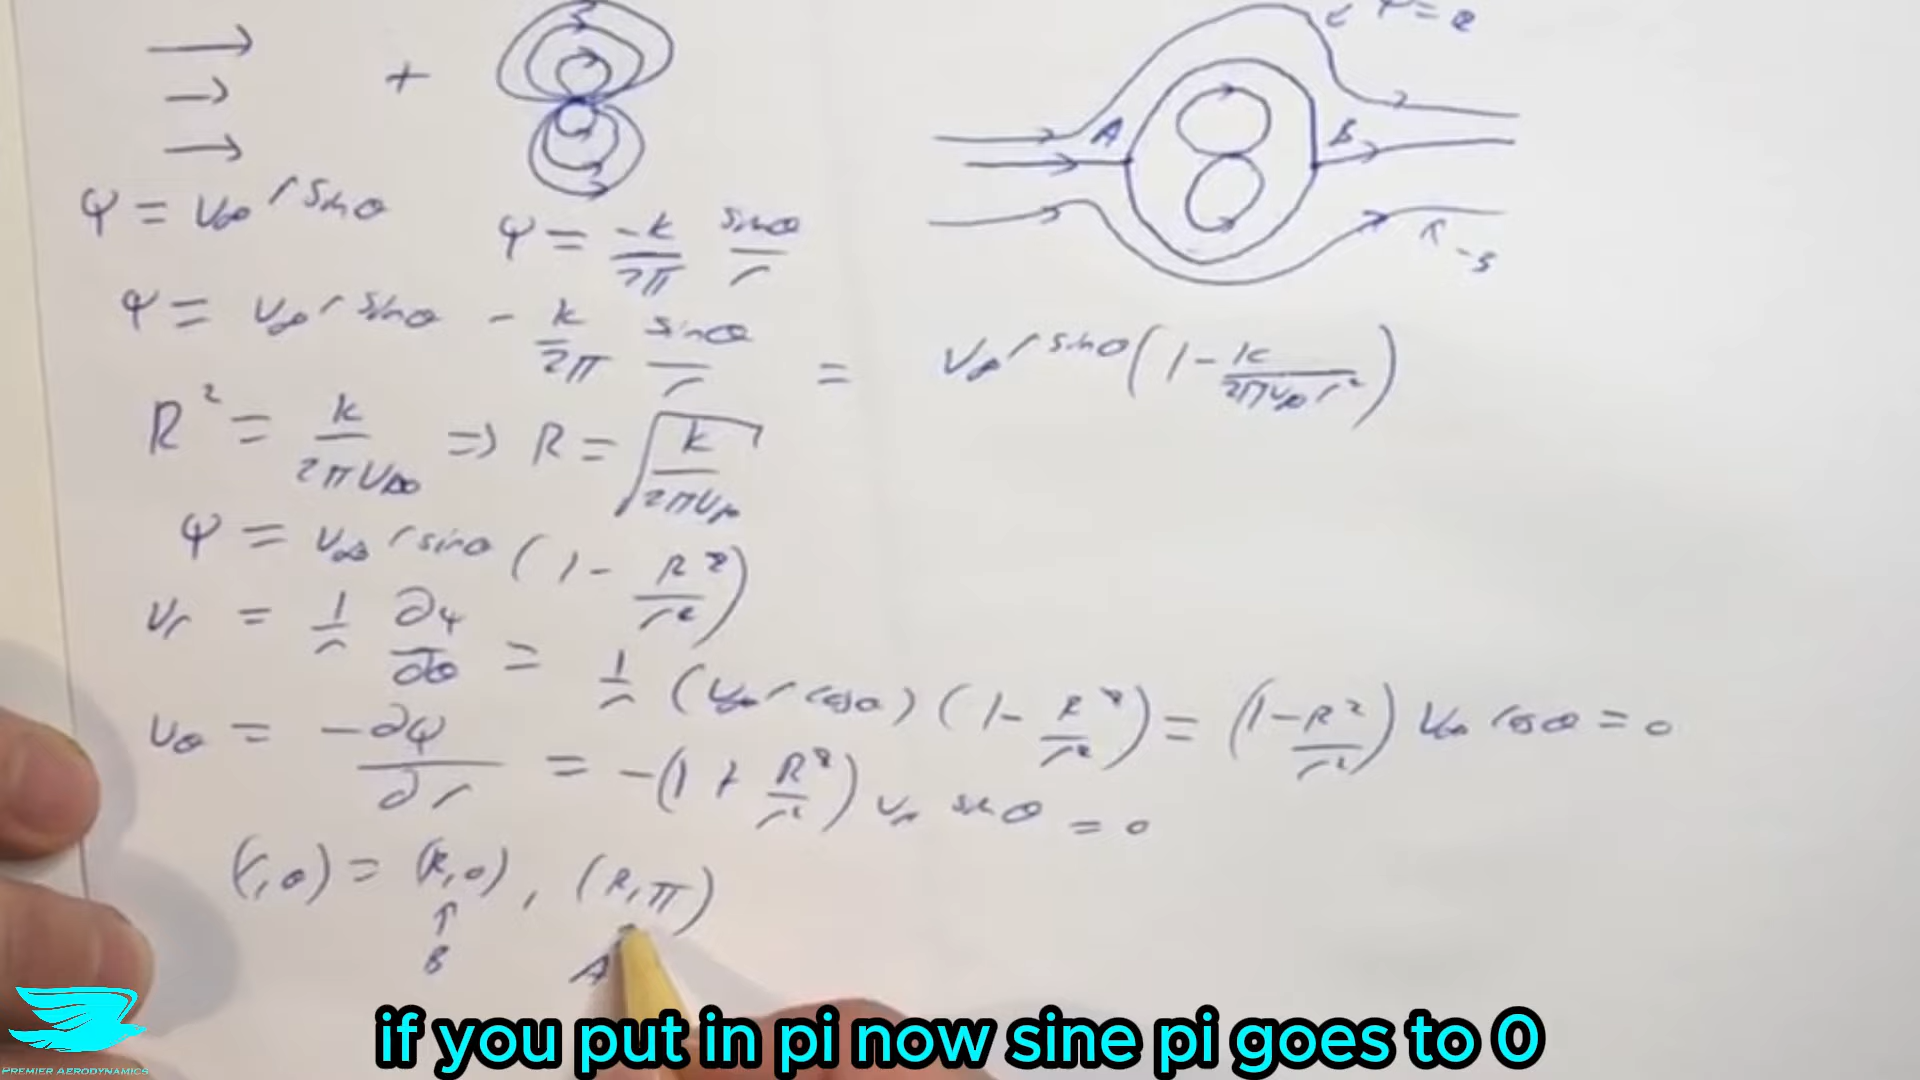 +
A
B
ψ = V∞ r sinθ
ψ = -k/2π sinθ/r
-s
ψ = V∞ r sinθ - k/2π sinθ/r = V∞ r sinθ (1 - k/2πV∞r²)
R² = k/2πV∞ => R = √(k/2πV∞)
ψ = V∞ r sinθ (1 - R²/r²)
Vr = 1/r ∂ψ/∂θ = 1/r (V∞ r cosθ) (1 - R²/r²) = (1 - R²/r²) V∞ cosθ = 0
Vθ = -∂ψ/∂r = -(1 + R²/r²) V∞ sinθ = 0
(r,θ) = (R,0), (R,π)
↑
B A
if you put in pi now sine pi goes to 0
PREMIER AERODYNAMICS